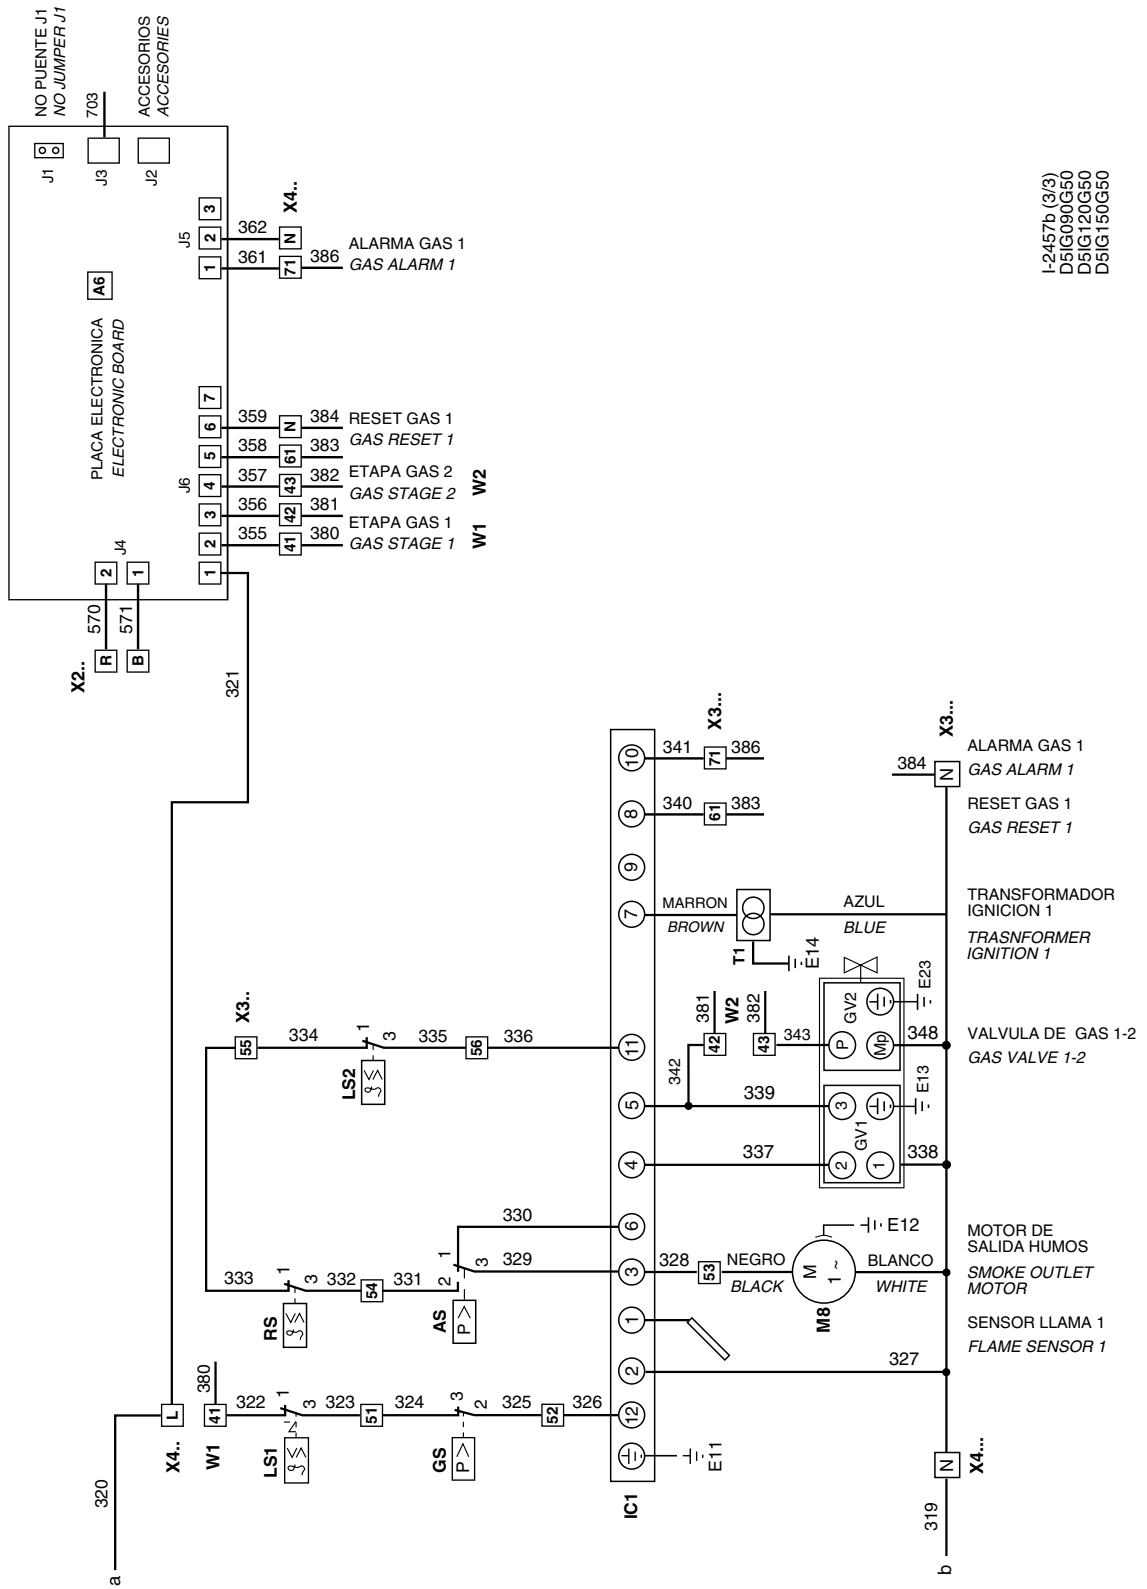 NO PUENTE J1
NO JUMPER J1
703
ACCESORIOS
ACCESORIES
J1
J3
J2
3
2
1
J5
362
361
N
71
X4..
386
ALARMA GAS 1
GAS ALARM 1
A6
PLACA ELECTRONICA
ELECTRONIC BOARD
7
6
5
4
3
2
1
J6
J4
2
1
359
358
357
356
355
N
61
43
42
41
384
383
382
381
380
RESET GAS 1
GAS RESET 1
ETAPA GAS 2
GAS STAGE 2
W2
ETAPA GAS 1
GAS STAGE 1
W1
570
571
R
B
X2..
321
I-2457b (3/3)
D5IG090G50
D5IG120G50
D5IG150G50
X3...
10
341
71
386
8
340
61
383
9
7
MARRON
BROWN
T1
E14
AZUL
BLUE
384
N
X3...
ALARMA GAS 1
GAS ALARM 1
RESET GAS 1
GAS RESET 1
TRANSFORMADOR
IGNICION 1
TRASNFORMER
IGNITION 1
X3..
55
334
1
3
LS2
335
56
336
11
381
42
W2
382
43
342
343
P
Mp
GV2
E23
348
VALVULA DE GAS 1-2
GAS VALVE 1-2
5
339
3
GV1
E13
4
337
2
1
338
330
6
333
1
3
RS
332
54
331
2
1
3
AS
P >
329
3
328
53
NEGRO
BLACK
M
1 ~
M8
E12
BLANCO
WHITE
MOTOR DE
SALIDA HUMOS
SMOKE OUTLET
MOTOR
1
SENSOR LLAMA 1
FLAME SENSOR 1
2
327
a
320
L
X4..
380
41
W1
322
1
3
LS1
323
51
324
3
2
GS
P >
325
52
326
12
E11
IC1
b
319
N
X4...